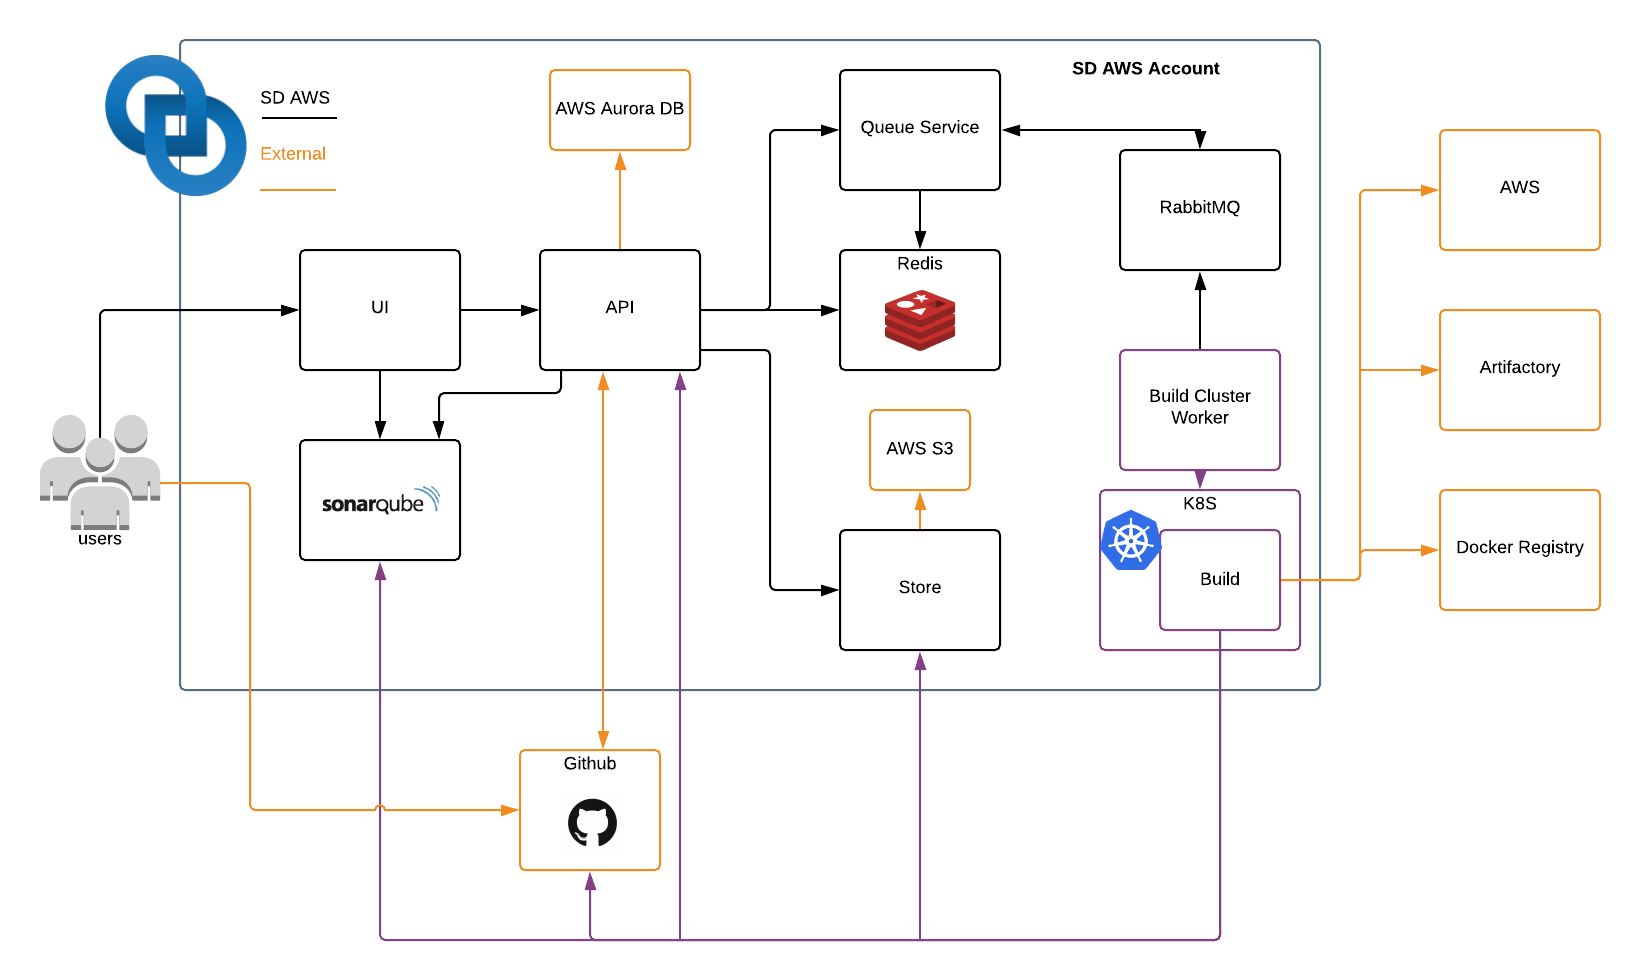 SD AWS Account
SD AWS
External
AWS Aurora DB
Queue Service
RabbitMQ
AWS
UI
API
Redis
Artifactory
Build Cluster
Worker
AWS S3
users
sonarqube
K8S
Build
Store
Docker Registry
Github